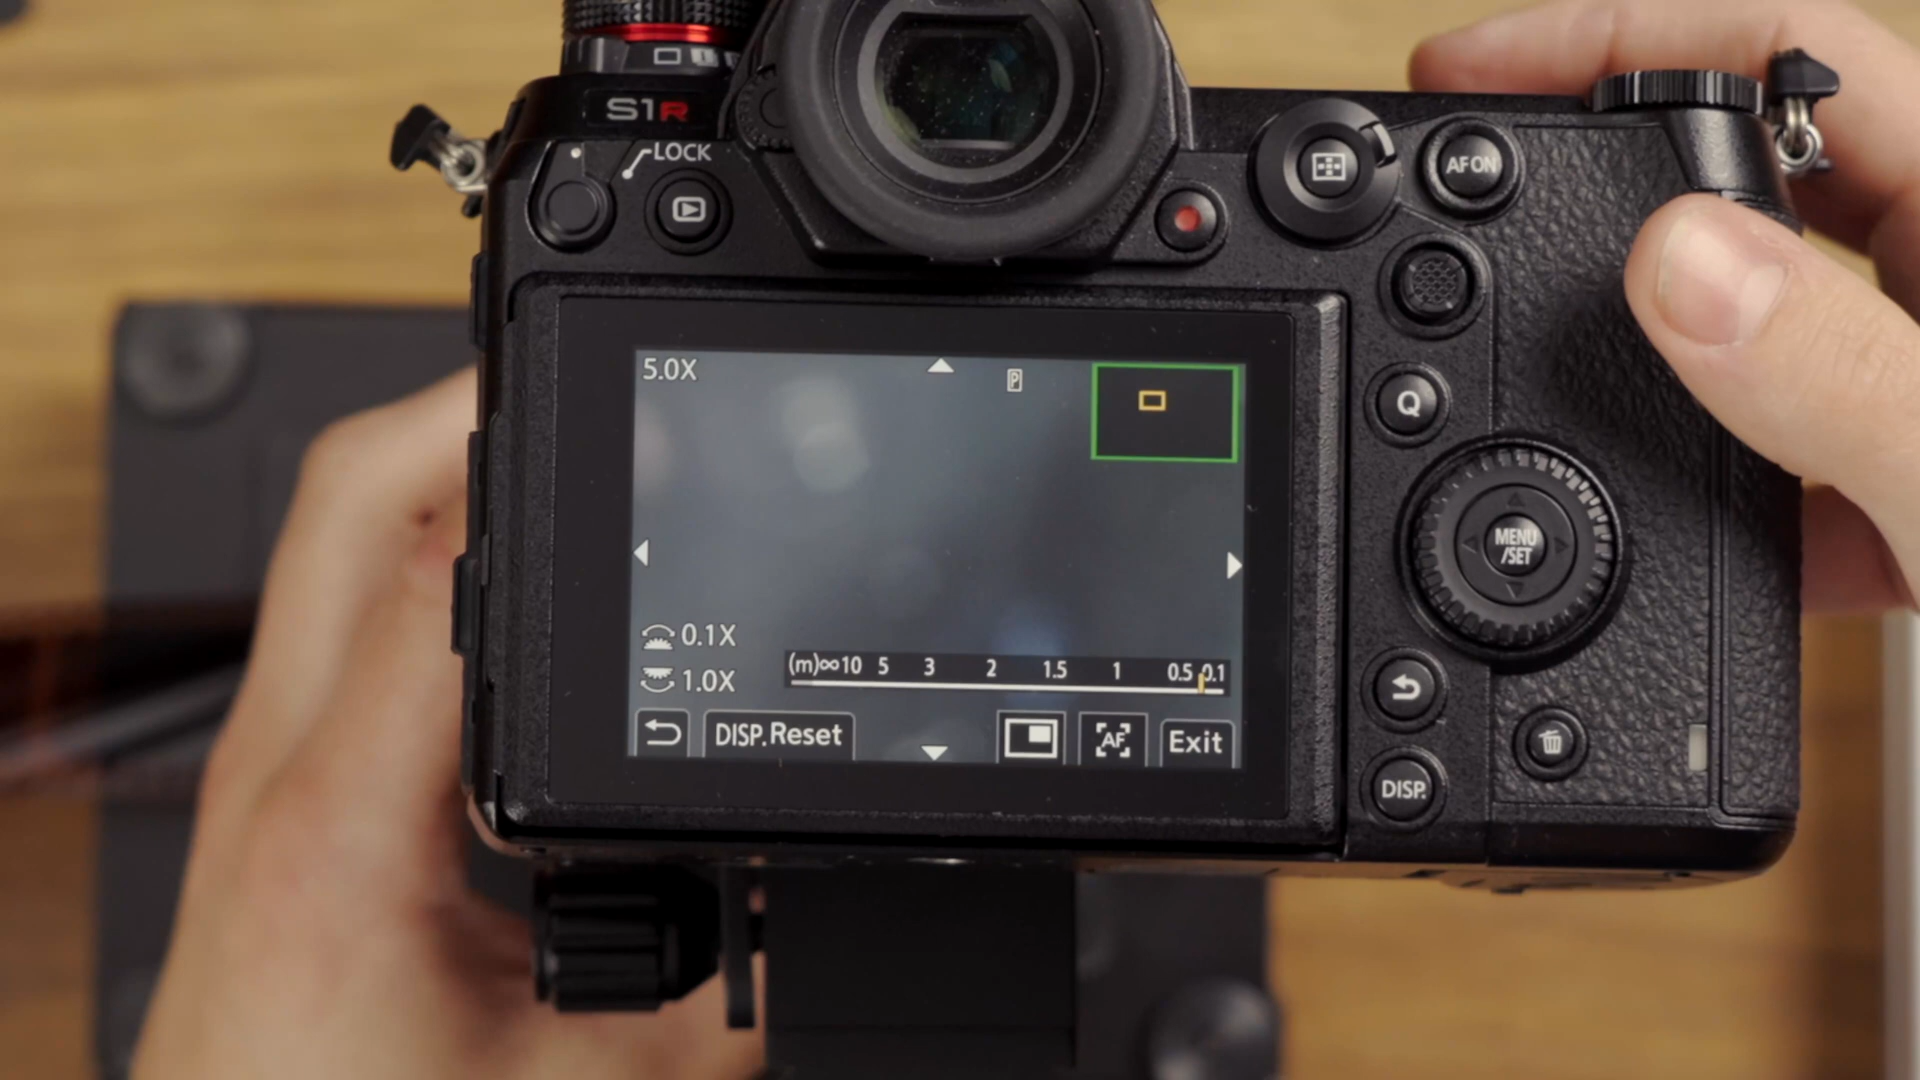 S1R
LOCK
AF ON
5.0X
P
Q
MENU
/SET
0.1X
1.0X
(m)∞10 5 3 2 1.5 1 0.5 0.1
DISP.Reset
AF
Exit
DISP.